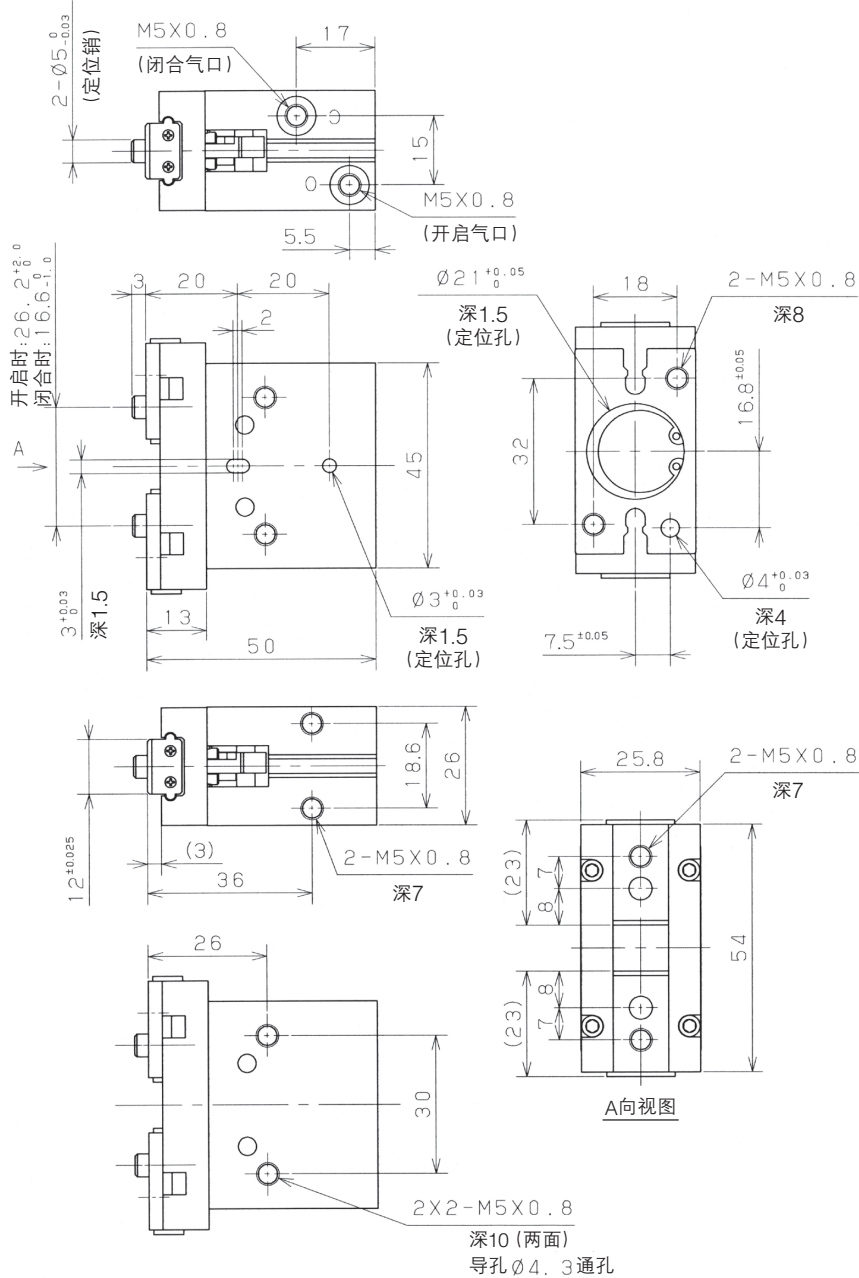 2-Ø5 0 -0.03
(定位销)
M5X0.8
(闭合气口)
17
15
M5X0.8
(开启气口)
5.5
开启时:26.2 +2.0 0
闭合时:16.6 0 -1.0
3
20
20
2
A
45
3 +0.03 0
深1.5
13
50
Ø3 +0.03 0
深1.5
(定位孔)
Ø21 +0.05 0
深1.5
(定位孔)
18
2-M5X0.8
深8
32
16.8 ±0.05
Ø4 +0.03 0
深4
(定位孔)
7.5 ±0.05
12 ±0.025
(3)
36
18.6
26
2-M5X0.8
深7
25.8
2-M5X0.8
深7
(23)
7
8
54
8
7
(23)
A向视图
26
30
2X2-M5X0.8
深10 (两面)
导孔Ø4.3通孔